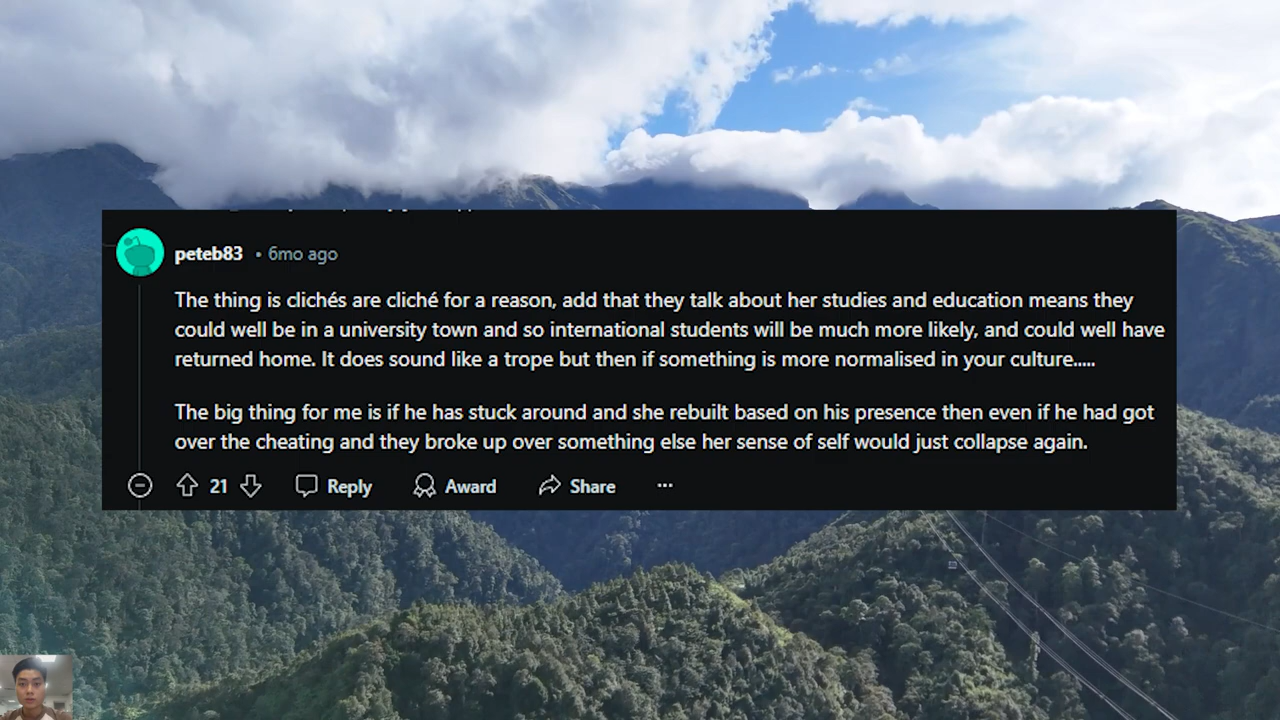 peteb83 • 6mo ago
The thing is clichés are cliché for a reason, add that they talk about her studies and education means they
could well be in a university town and so international students will be much more likely, and could well have
returned home. It does sound like a trope but then if something is more normalised in your culture.....
The big thing for me is if he has stuck around and she rebuilt based on his presence then even if he had got
over the cheating and they broke up over something else her sense of self would just collapse again.
21 Reply Award Share ...